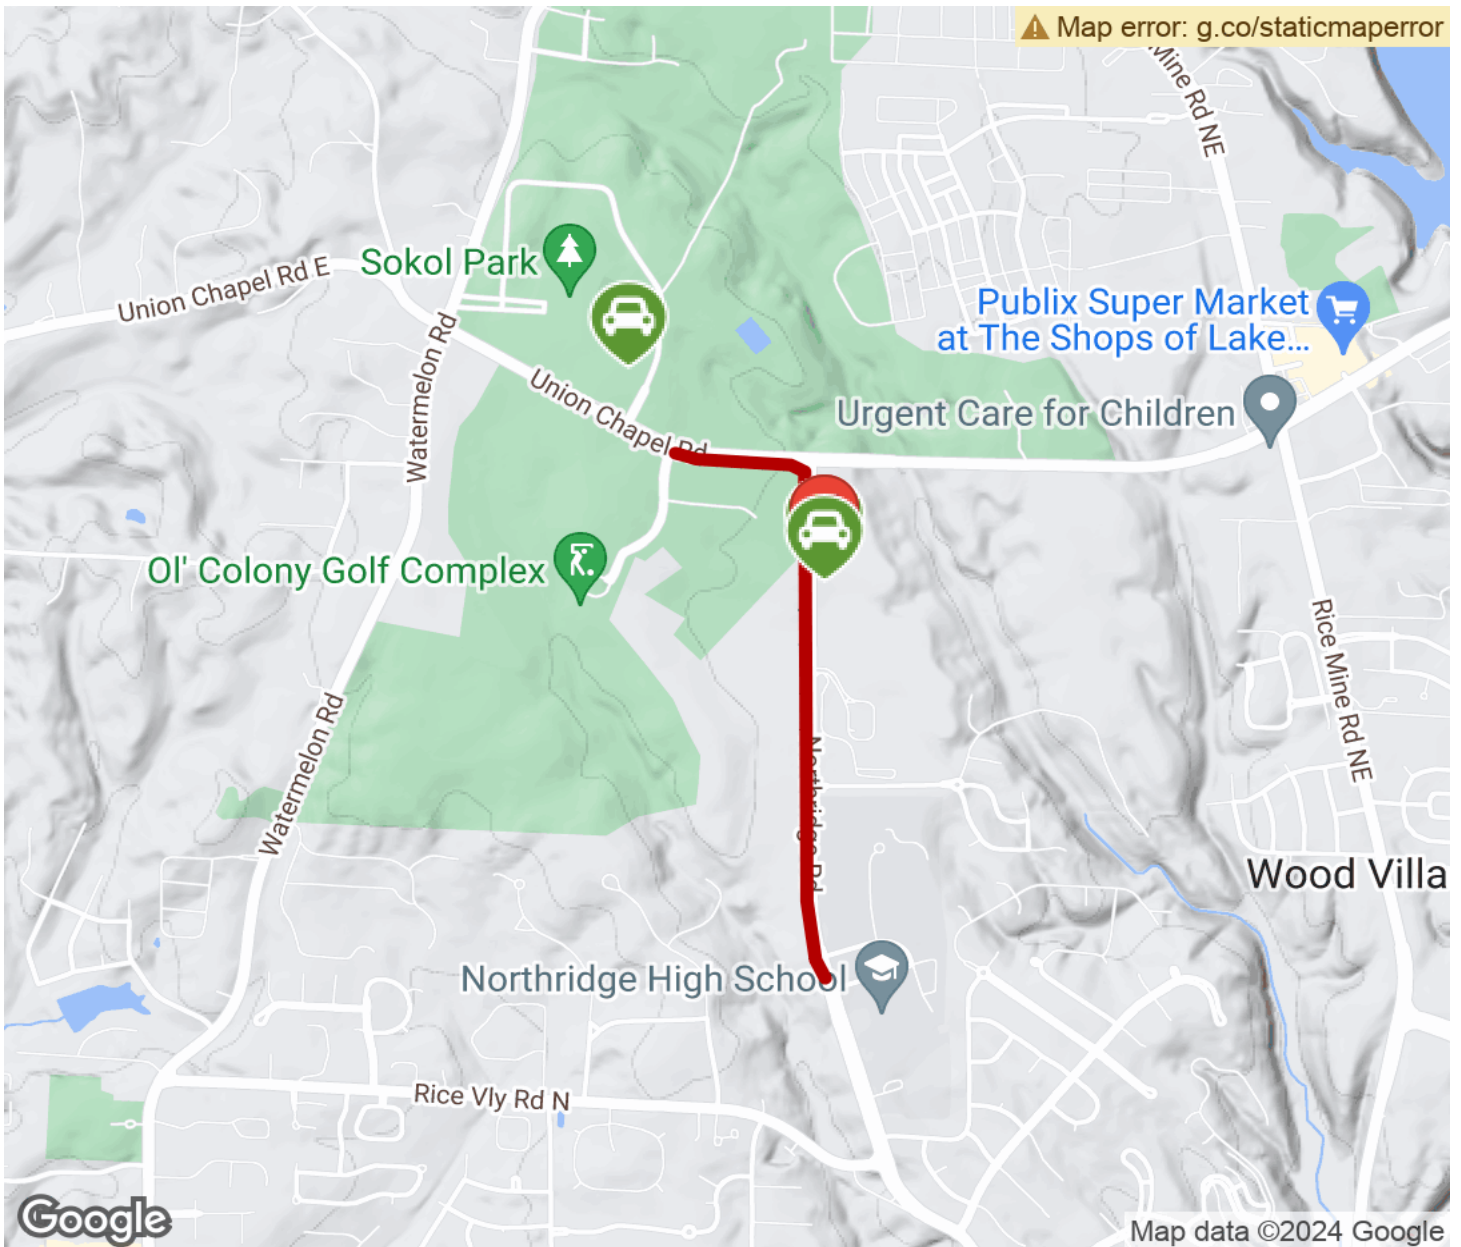 Map error: g.co/staticmaperror
Mine Rd NE
Sokol Park
Union Chapel Rd E
Publix Super Market
at The Shops of Lake...
Watermelon Rd
Union Chapel Rd
Urgent Care for Children
Ol' Colony Golf Complex
Rice Mine Rd NE
Watermelon Rd
Northridge Rd
Wood Villa
Northridge High School
Rice Vly Rd N
Google
Map data ©2024 Google